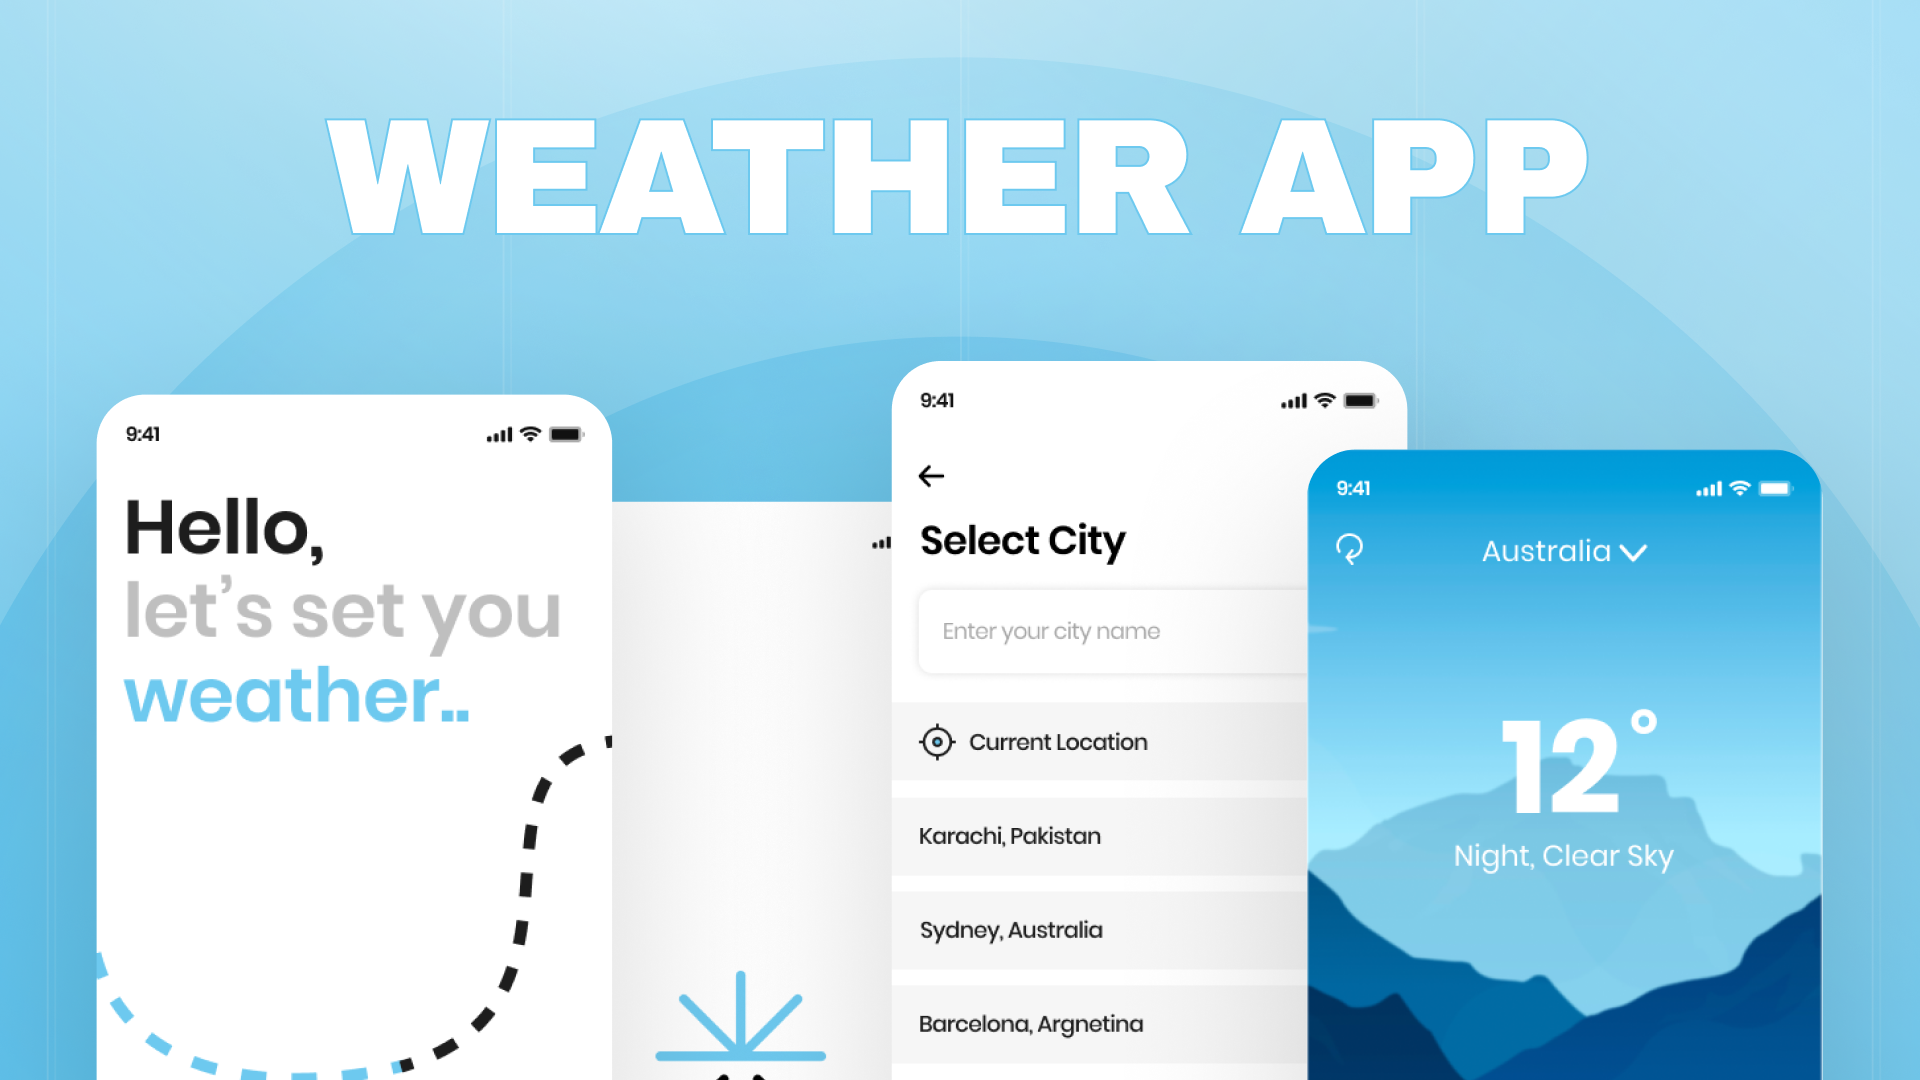 WEATHER APP
9:41
Hello,
let's set you
weather..
9:41
Select City
Enter your city name
Current Location
Karachi, Pakistan
Sydney, Australia
Barcelona, Argnetina
9:41
Australia
12°
Night, Clear Sky